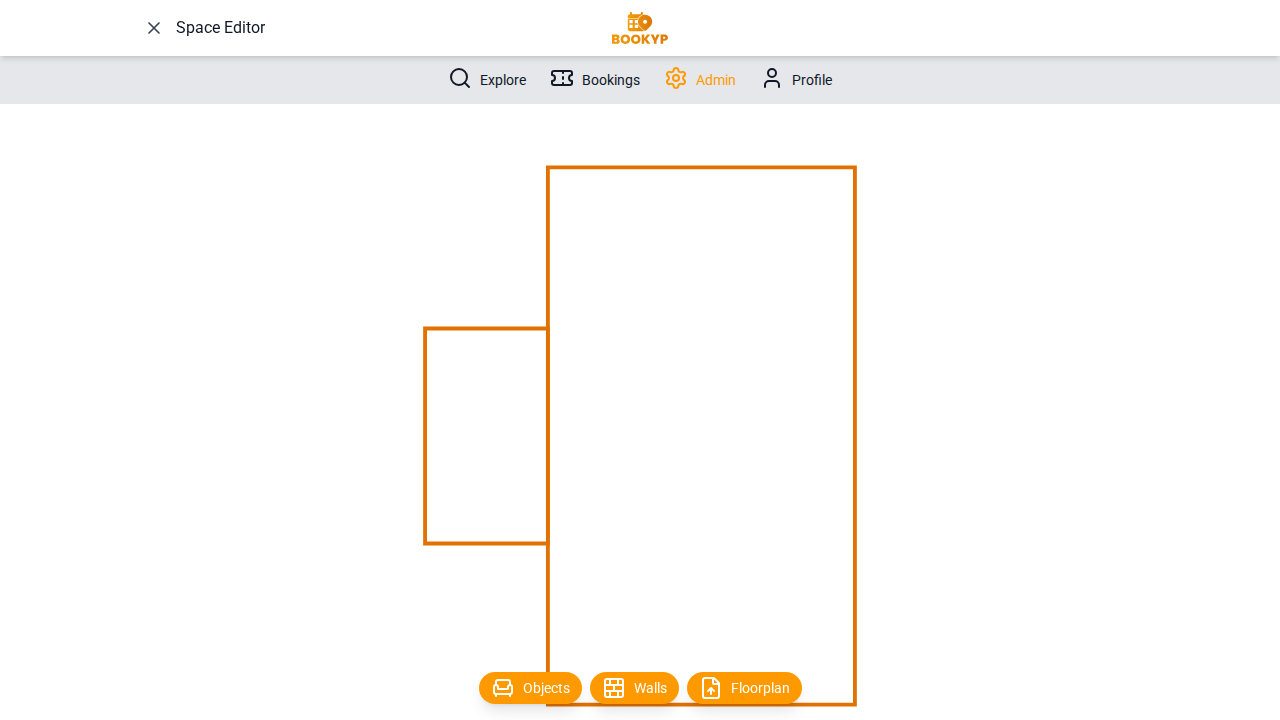 Space Editor
BOOKYP
Explore
Bookings
Admin
Profile
Objects
Walls
Floorplan